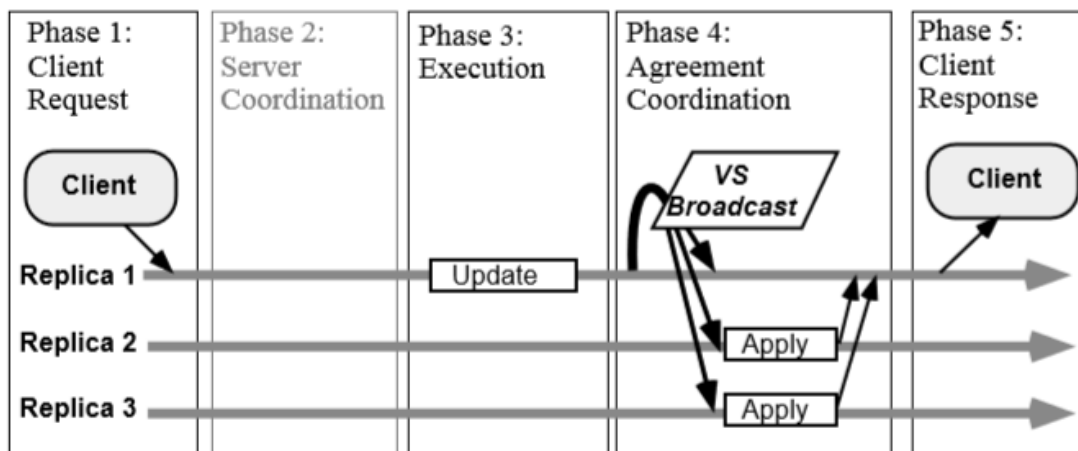 Phase 1:
Client
Request
Phase 2:
Server
Coordination
Phase 3:
Execution
Phase 4:
Agreement
Coordination
Phase 5:
Client
Response
Client
VS
Broadcast
Client
Replica 1
Update
Replica 2
Apply
Replica 3
Apply